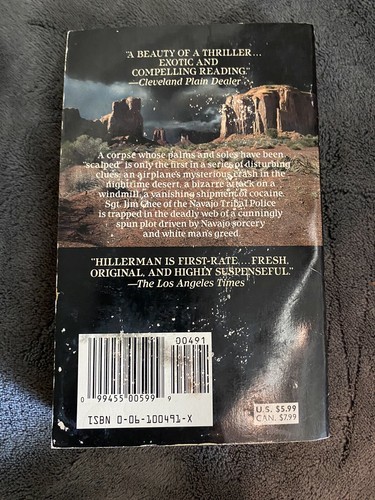 "A BEAUTY OF A THRILLER...
EXOTIC AND
COMPELLING READING."
—Cleveland Plain Dealer
A corpse whose palms and soles have been
"scalped" is only the first in a series of disturbing
clues: an airplane's mysterious crash in the
nighttime desert, a bizarre attack on a
windmill, a vanishing shipment of cocaine.
Sgt. Jim Chee of the Navajo Tribal Police
is trapped in the deadly web of a cunningly
spun plot driven by Navajo sorcery
and white man's greed.
"HILLERMAN IS FIRST-RATE....FRESH,
ORIGINAL, AND HIGHLY SUSPENSEFUL."
—The Los Angeles Times
00491
0 99455 00599 9
ISBN 0-06-100491-X
U.S. $5.99
CAN. $7.99